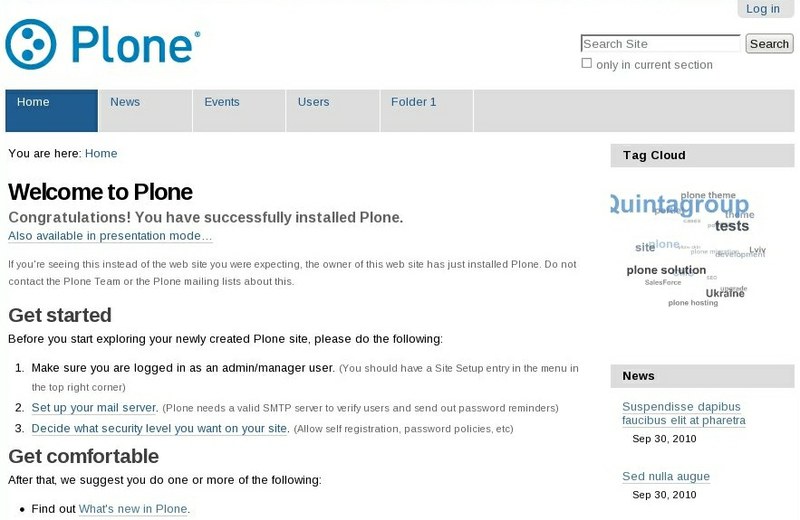 Log in
Plone®
Search Site
Search
only in current section
Home
News
Events
Users
Folder 1
You are here: Home
Welcome to Plone
Congratulations! You have successfully installed Plone.
Also available in presentation mode…
If you're seeing this instead of the web site you were expecting, the owner of this web site has just installed Plone. Do not
contact the Plone Team or the Plone mailing lists about this.
Get started
Before you start exploring your newly created Plone site, please do the following:
1. Make sure you are logged in as an admin/manager user. (You should have a Site Setup entry in the menu in
the top right corner)
2. Set up your mail server. (Plone needs a valid SMTP server to verify users and send out password reminders)
3. Decide what security level you want on your site. (Allow self registration, password policies, etc)
Get comfortable
After that, we suggest you do one or more of the following:
• Find out What's new in Plone.
Tag Cloud
plone theme
Quintagroup
theme
tests
plone
site
Lviv
development
plone solution
SEO
SalesForce
upgrade
Ukraine
plone hosting
News
Suspendisse dapibus
faucibus elit at pharetra
Sep 30, 2010
Sed nulla augue
Sep 30, 2010